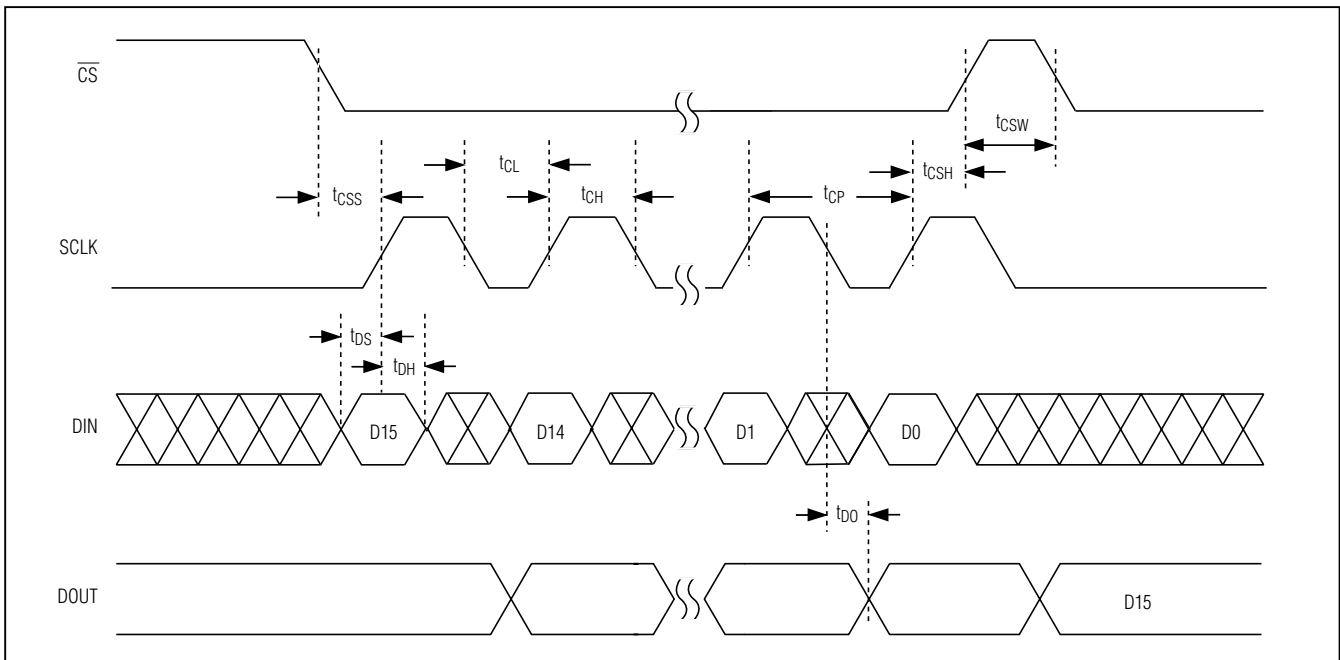 CS
tCSW
tCL
tCSH
tCP
tCSS
tCH
SCLK
tDS
tDH
DIN
D15
D14
D1
D0
tDO
DOUT
D15